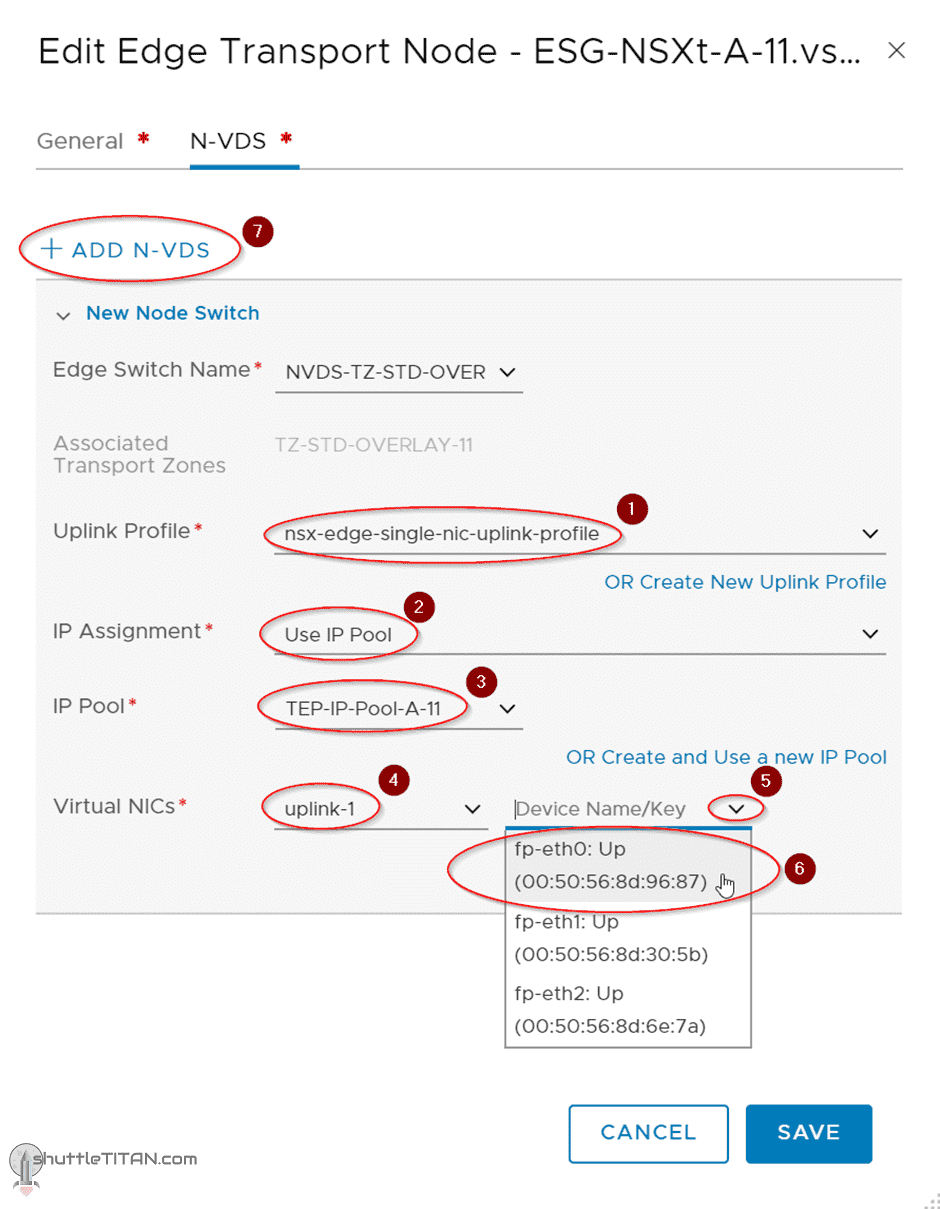 Edit Edge Transport Node - ESG-NSXt-A-11.vs... ×
General * N-VDS *
+ ADD N-VDS 7
New Node Switch
Edge Switch Name* NVDS-TZ-STD-OVER
Associated
Transport Zones TZ-STD-OVERLAY-11
1
Uplink Profile* nsx-edge-single-nic-uplink-profile
OR Create New Uplink Profile
2
IP Assignment* Use IP Pool
3
IP Pool* TEP-IP-Pool-A-11
OR Create and Use a new IP Pool
4 5
Virtual NICs* uplink-1 Device Name/Key
fp-eth0: Up
(00:50:56:8d:96:87) 6
fp-eth1: Up
(00:50:56:8d:30:5b)
fp-eth2: Up
(00:50:56:8d:6e:7a)
CANCEL SAVE
shuttleTITAN.com